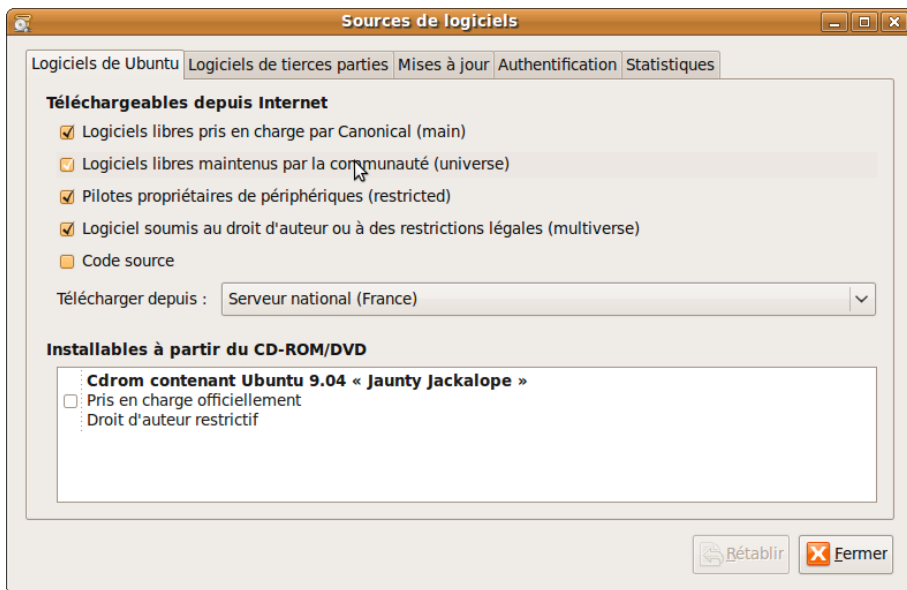 Sources de logiciels
Logiciels de Ubuntu Logiciels de tierces parties Mises à jour Authentification Statistiques
Téléchargeables depuis Internet
Logiciels libres pris en charge par Canonical (main)
Logiciels libres maintenus par la communauté (universe)
Pilotes propriétaires de périphériques (restricted)
Logiciel soumis au droit d'auteur ou à des restrictions légales (multiverse)
Code source
Télécharger depuis : Serveur national (France)
Installables à partir du CD-ROM/DVD
Cdrom contenant Ubuntu 9.04 « Jaunty Jackalope »
Pris en charge officiellement
Droit d'auteur restrictif
Rétablir Fermer